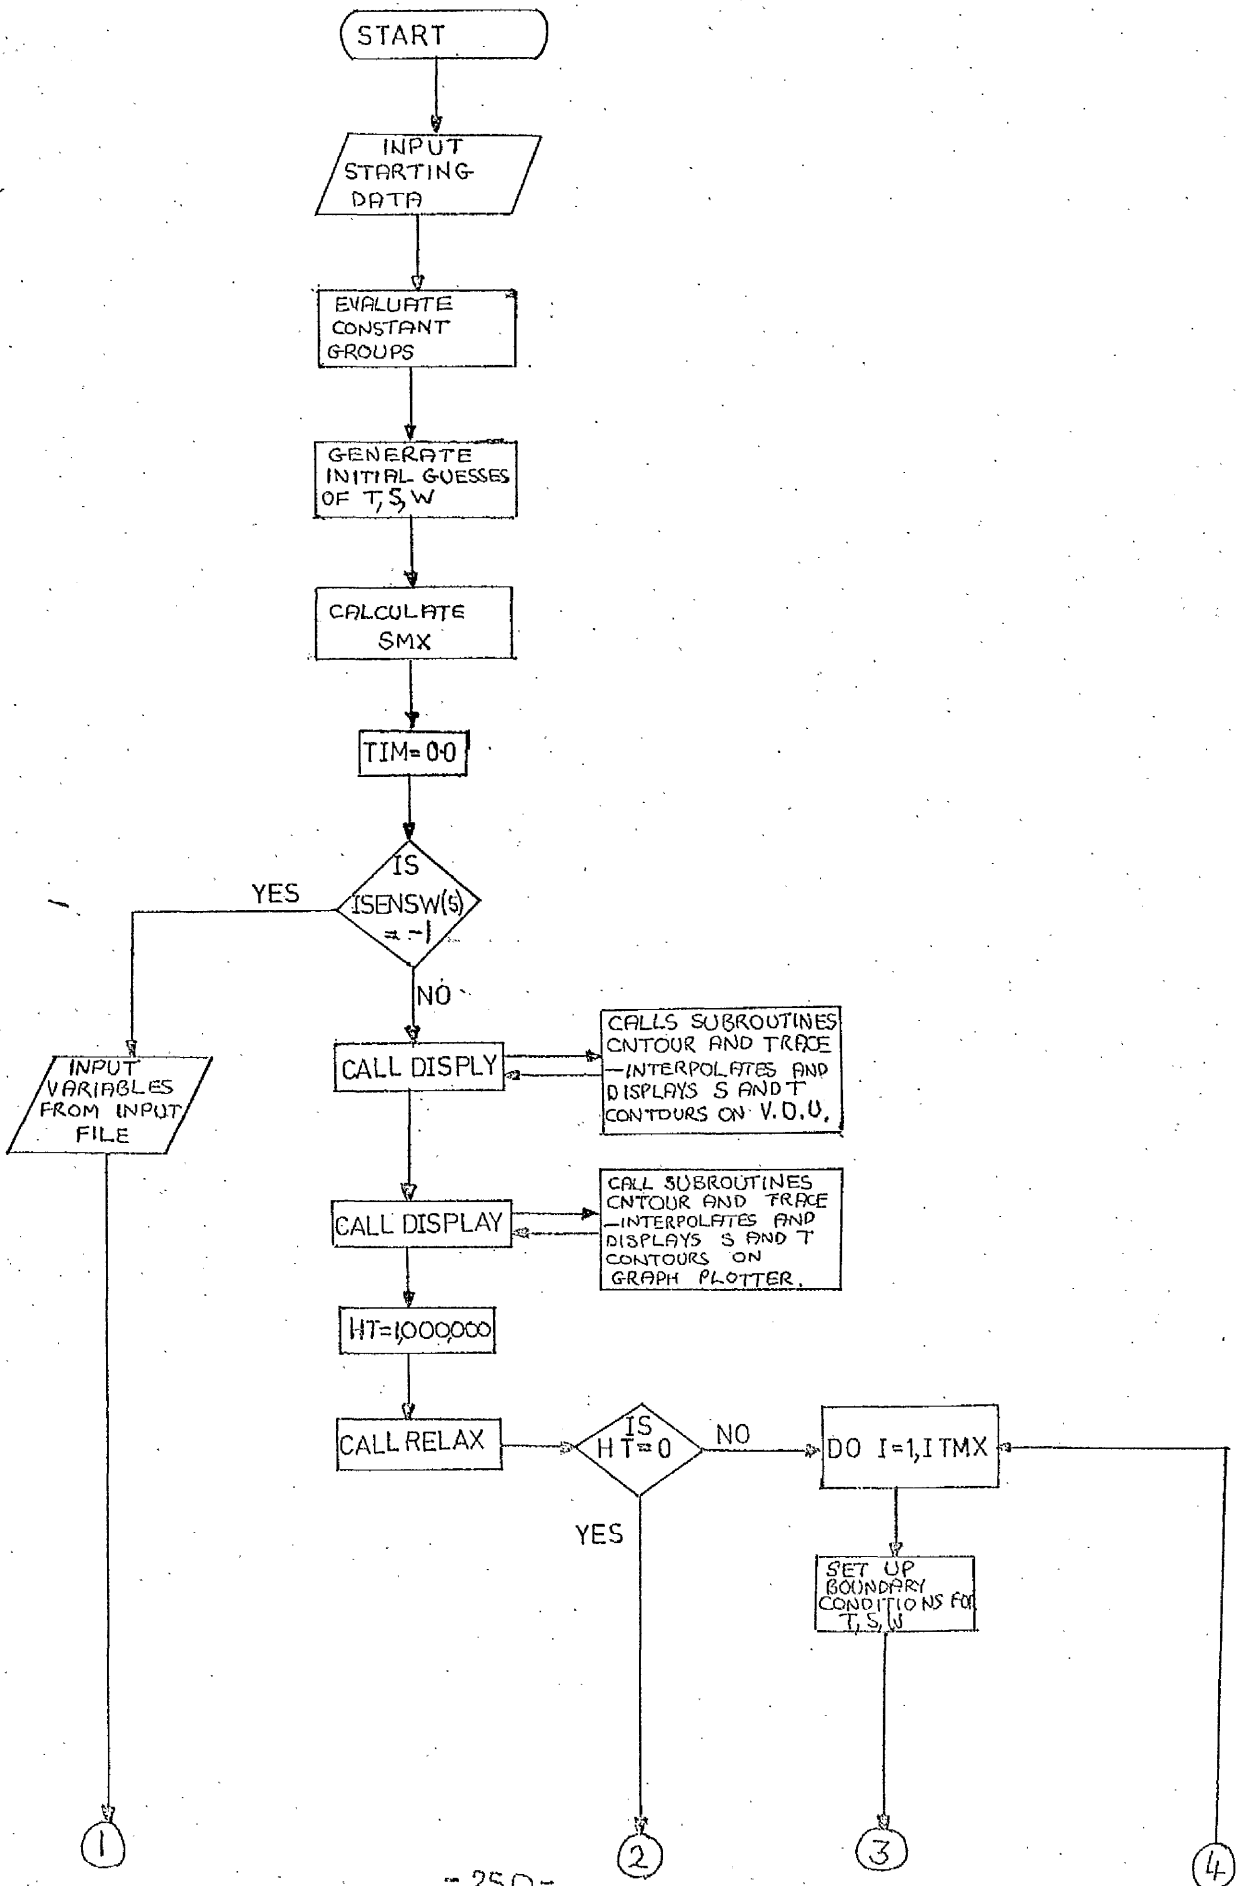 START
INPUT
STARTING
DATA
EVALUATE
CONSTANT
GROUPS
GENERATE
INITIAL GUESSES
OF T,S,W
CALCULATE
SMX
TIM=0·0
IS
ISENSW(5)
= -1
YES
NO
INPUT
VARIABLES
FROM INPUT
FILE
CALL DISPLY
CALLS SUBROUTINES
CNTOUR AND TRACE
-INTERPOLATES AND
DISPLAYS S AND T
CONTOURS ON V.D.U.
CALL DISPLAY
CALL SUBROUTINES
CNTOUR AND TRACE
-INTERPOLATES AND
DISPLAYS S AND T
CONTOURS ON
GRAPH PLOTTER.
HT=1,000,000
CALL RELAX
IS
HT=0
NO
YES
DO I=1,ITMX
SET UP
BOUNDARY
CONDITIONS FOR
T,S,W
1
2
3
4
-250-